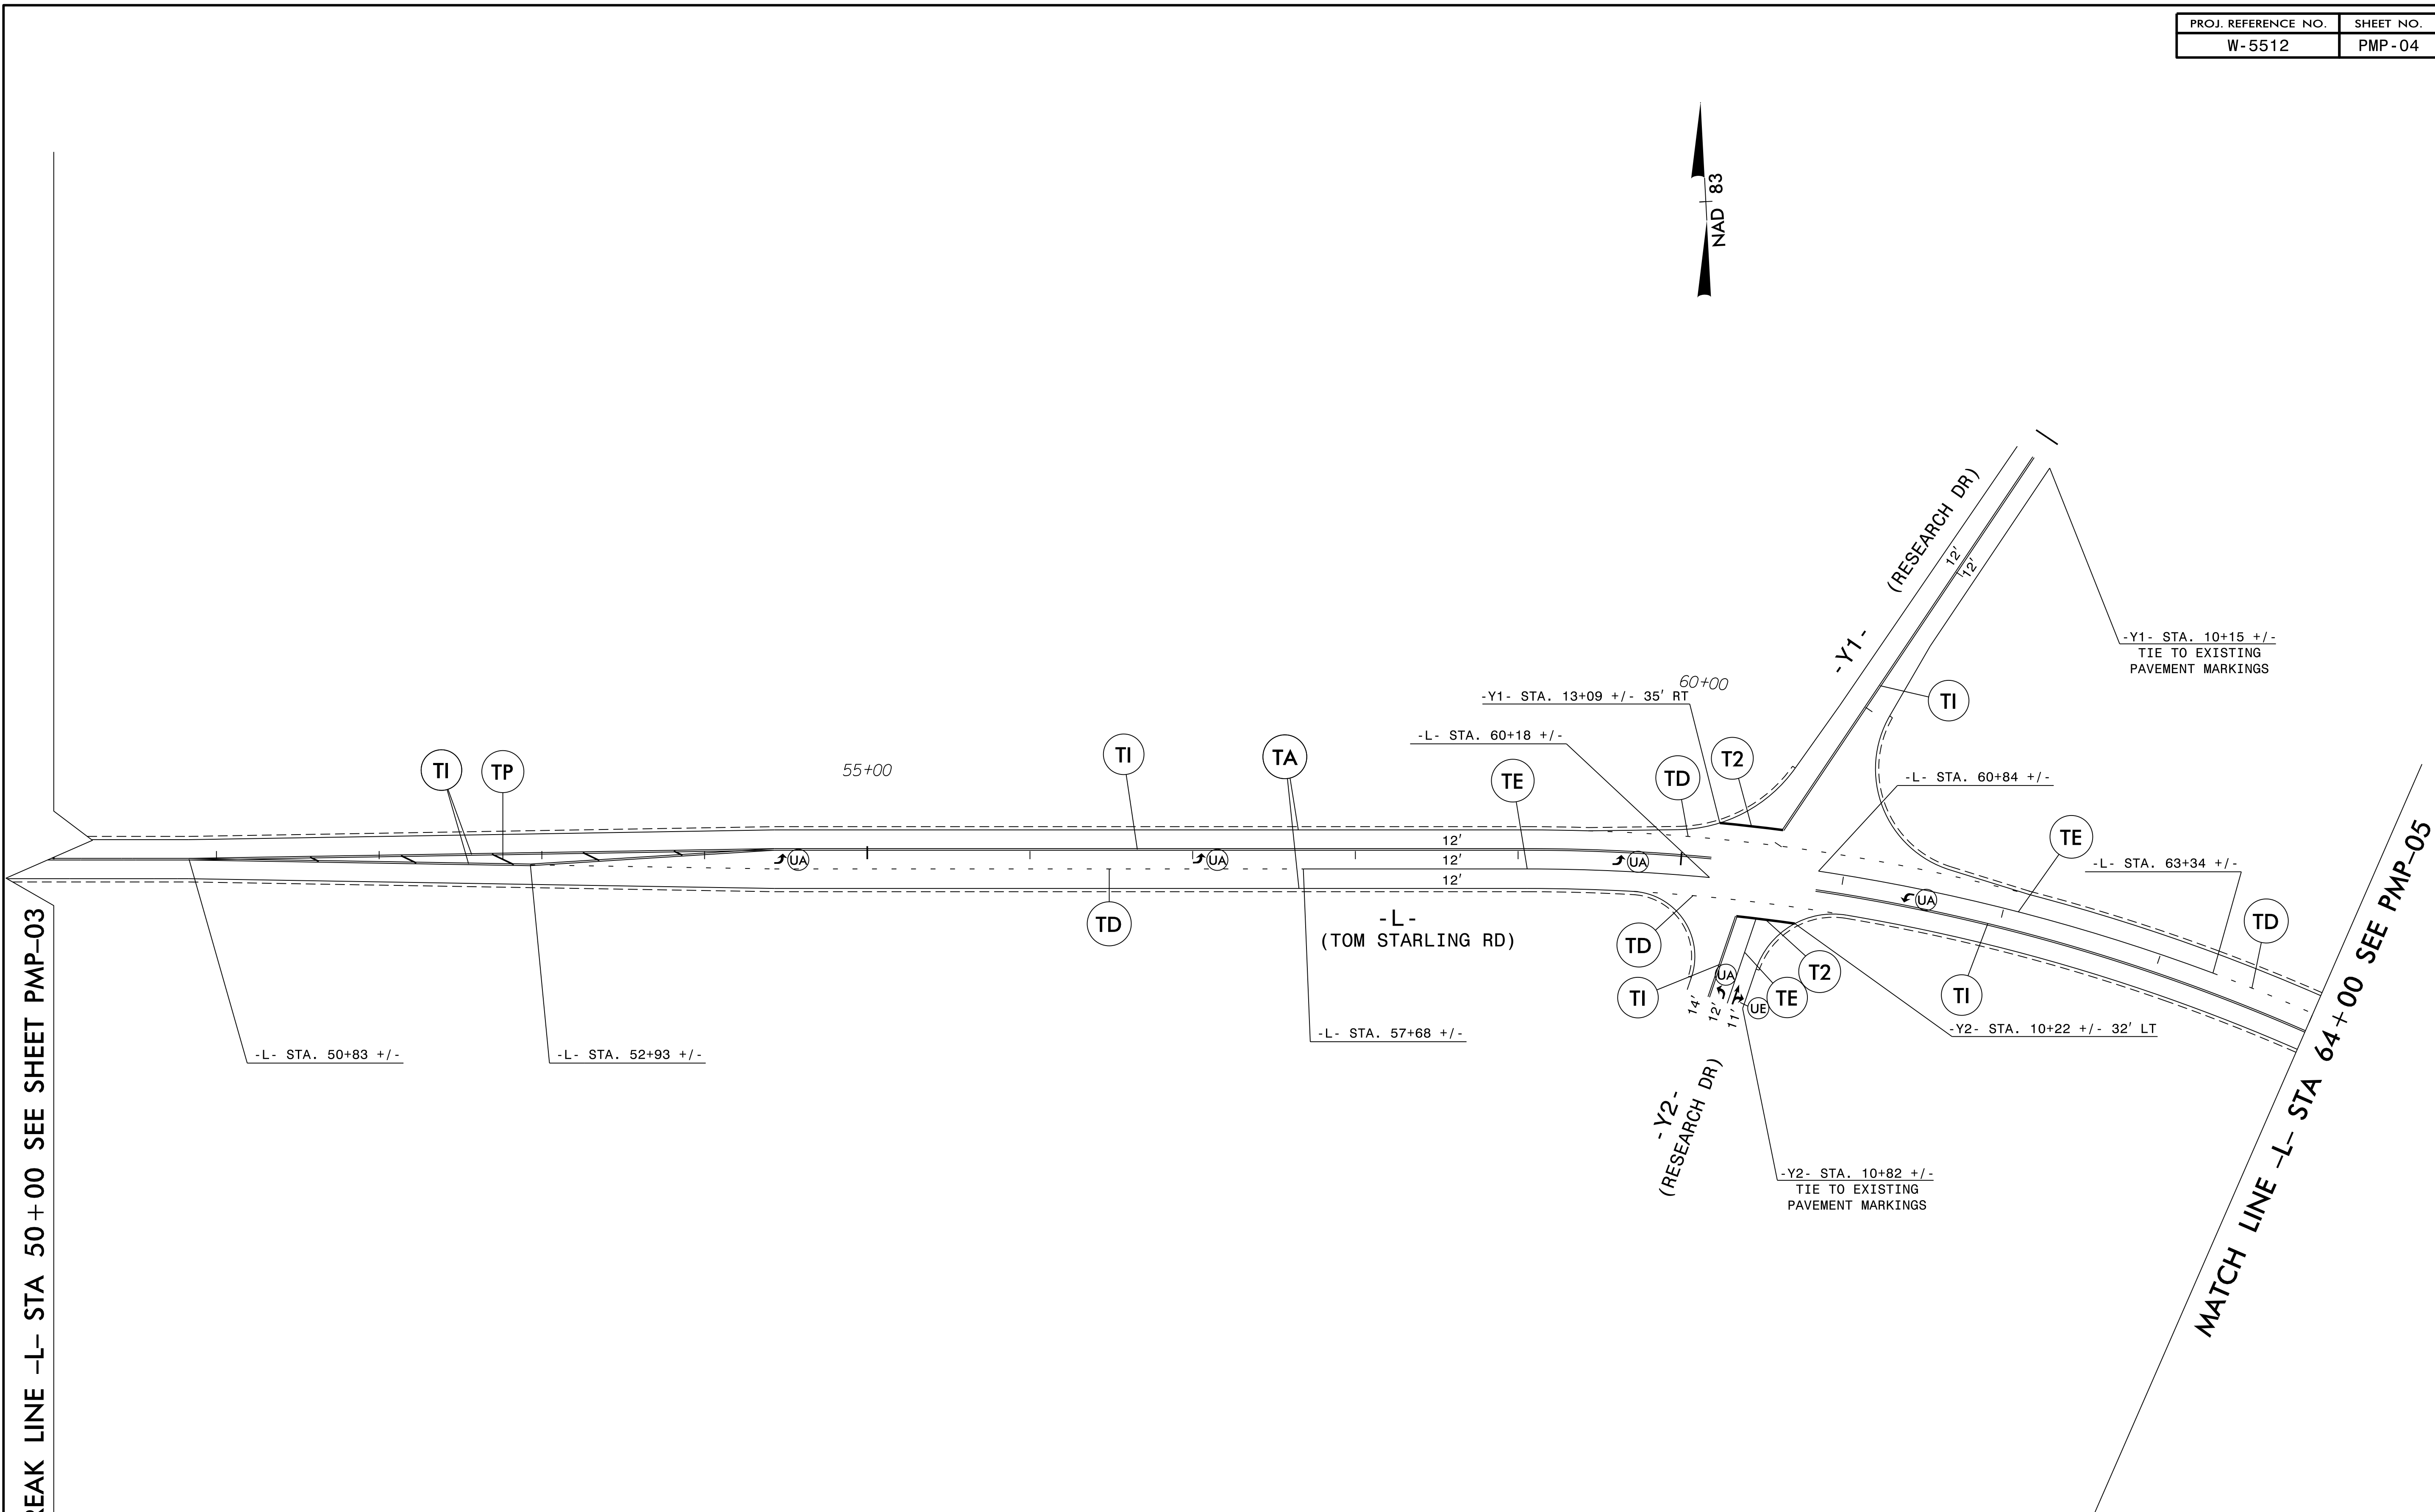 PROJ. REFERENCE NO.
SHEET NO.
W-5512
PMP-04
NAD 83
(RESEARCH DR)
12'
12'
-Y1-
-Y1- STA. 10+15 +/-
TIE TO EXISTING
PAVEMENT MARKINGS
60+00
-Y1- STA. 13+09 +/- 35' RT
TI
-L- STA. 60+18 +/-
TI
TP
55+00
TI
TA
TE
TD
T2
-L- STA. 60+84 +/-
12'
12'
12'
UA
UA
UA
TE
-L- STA. 63+34 +/-
UA
TD
TD
-L-
(TOM STARLING RD)
TD
TI
UA
UE
TE
T2
TI
14'
12'
11'
-L- STA. 50+83 +/-
-L- STA. 52+93 +/-
-L- STA. 57+68 +/-
-Y2- STA. 10+22 +/- 32' LT
-Y2-
(RESEARCH DR)
-Y2- STA. 10+82 +/-
TIE TO EXISTING
PAVEMENT MARKINGS
REAK LINE -L- STA 50+00 SEE SHEET PMP-03
MATCH LINE -L- STA 64+00 SEE PMP-05